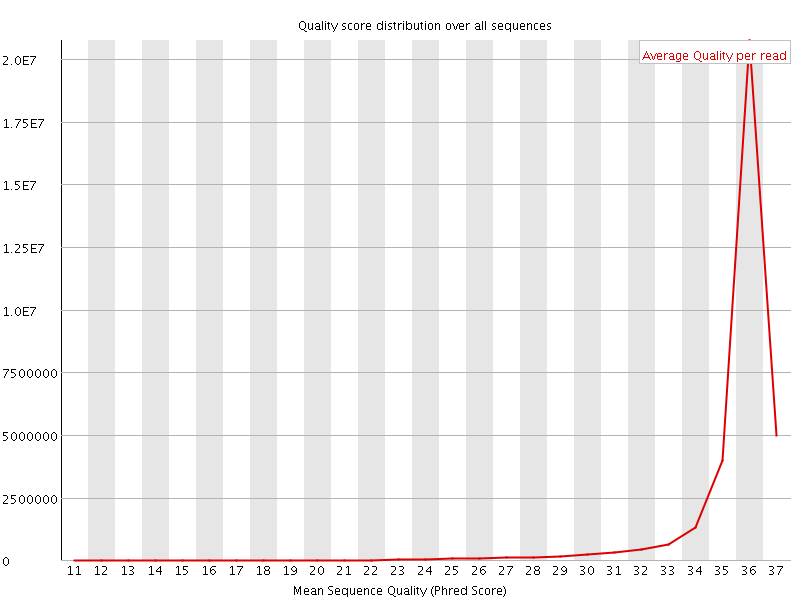 Quality score distribution over all sequences
Average Quality per read
2.0E7
1.75E7
1.5E7
1.25E7
1.0E7
7500000
5000000
2500000
0
11 12 13 14 15 16 17 18 19 20 21 22 23 24 25 26 27 28 29 30 31 32 33 34 35 36 37
Mean Sequence Quality (Phred Score)